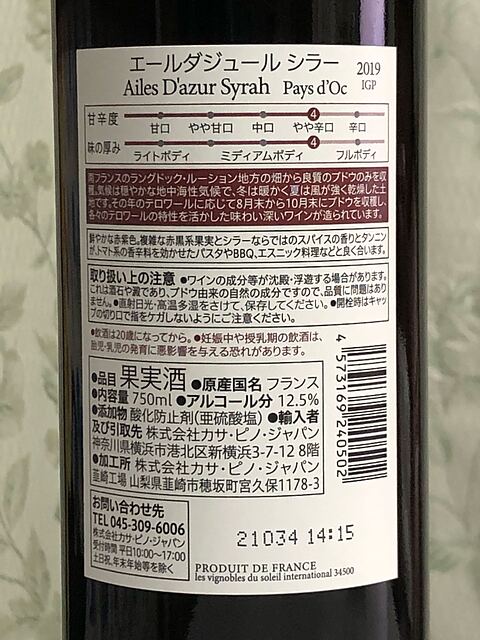 エールダジュール シラー
Ailes D'azur Syrah Pays d'Oc
2019
IGP
甘辛度
4
甘口 やや甘口 中口 やや辛口 辛口
味の厚み
4
ライトボディ ミディアムボディ フルボディ
南フランスのラングドック・ルーション地方の畑から良質のブドウのみを収
穫。気候は穏やかな地中海性気候で、冬は暖かく夏は風が強く乾燥した土
地です。その年のテロワールに応じて8月末から10月末にブドウを収穫し、
各々のテロワールの特性を活かした味わい深いワインが造られています。
鮮やかな赤紫色。複雑な赤黒系果実とシラーならではのスパイスの香りとタンニン
が、トマト系の香辛料を効かせたパスタやBBQ、エスニック料理などと良く合います。
取り扱い上の注意 ●ワインの成分等が沈殿・浮遊する場合があります。
これは酒石や澱であり、ブドウ由来の自然の成分ですので、品質に問題はあり
ません。●直射日光・高温多湿をさけて、保存してください。●開栓時はキャッ
プの切り口で指をケガしないようにご注意ください。
●飲酒は20歳になってから。●妊娠中や授乳期の飲酒は、
胎児・乳児の発育に悪影響を与える恐れがあります。
●品目 果実酒 ●原産国名 フランス
●内容量 750ml ●アルコール分 12.5%
●添加物 酸化防止剤(亜硫酸塩) ●輸入者
及び引取先 株式会社カサ・ピノ・ジャパン
神奈川県横浜市港北区新横浜3-7-12 8階
●加工所 株式会社カサ・ピノ・ジャパン
韮崎工場 山梨県韮崎市穂坂町宮久保1178-3
4573169240502
お問い合わせ先
TEL 045-309-6006
株式会社カサ・ピノ・ジャパン
受付時間 平日10:00〜17:00
土日祝、年末年始等を除く
21034 14:15
PRODUIT DE FRANCE
les vignobles du soleil international 34500